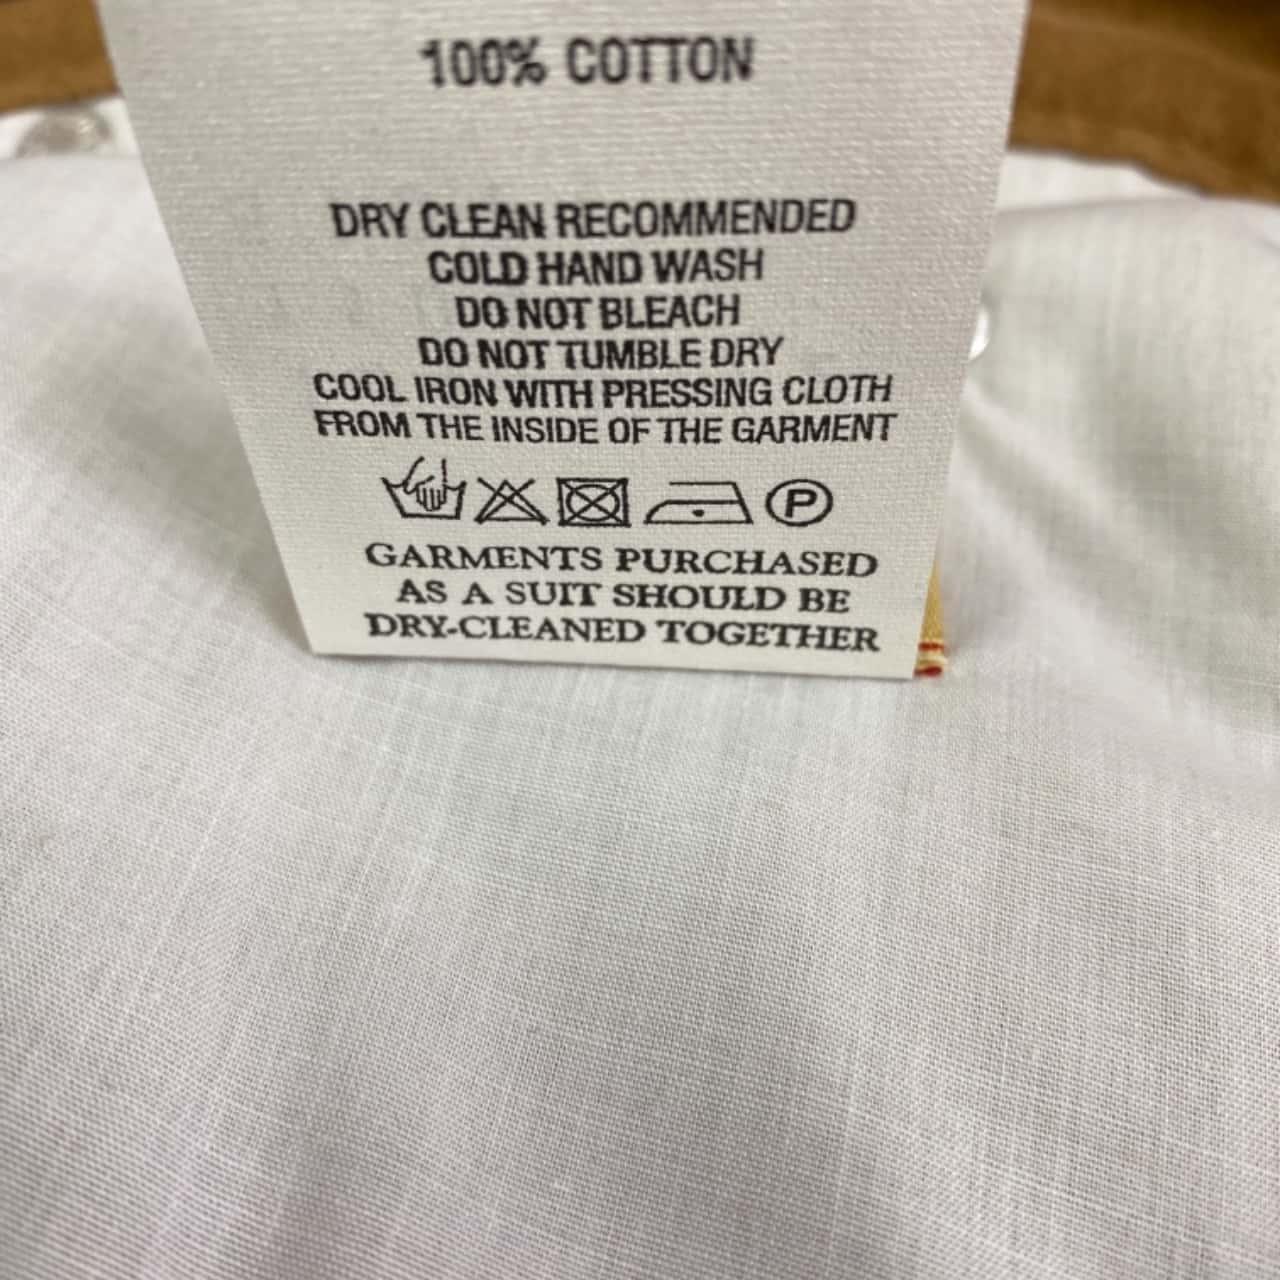 100% COTTON
DRY CLEAN RECOMMENDED
COLD HAND WASH
DO NOT BLEACH
DO NOT TUMBLE DRY
COOL IRON WITH PRESSING CLOTH
FROM THE INSIDE OF THE GARMENT
P
GARMENTS PURCHASED
AS A SUIT SHOULD BE
DRY-CLEANED TOGETHER